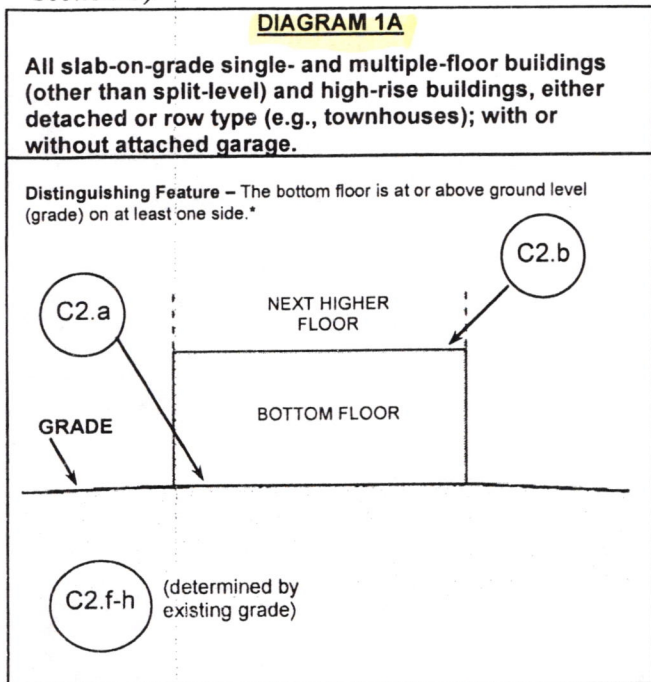 DIAGRAM 1A
All slab-on-grade single- and multiple-floor buildings
(other than split-level) and high-rise buildings, either
detached or row type (e.g., townhouses); with or
without attached garage.
Distinguishing Feature – The bottom floor is at or above ground level
(grade) on at least one side.*
C2.b
C2.a
NEXT HIGHER
FLOOR
BOTTOM FLOOR
GRADE
C2.f-h
(determined by
existing grade)